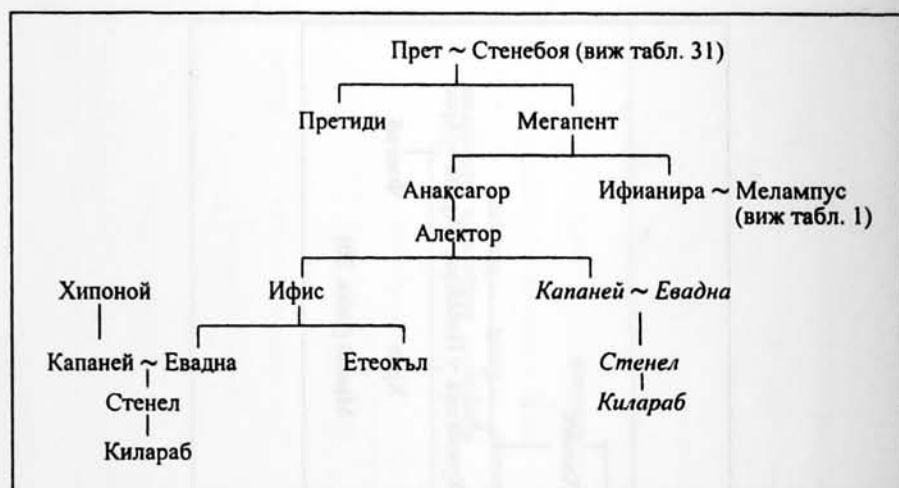 Прет ~ Стенебоя (виж табл. 31)
Претиди Мегапент
Анаксагор Ифианира ~ Мелампус
(виж табл. 1)
Алектор
Хипоной Ифис Капаней ~ Евадна
Капаней ~ Евадна Етеокъл Стенел
Стенел Килараб
Килараб